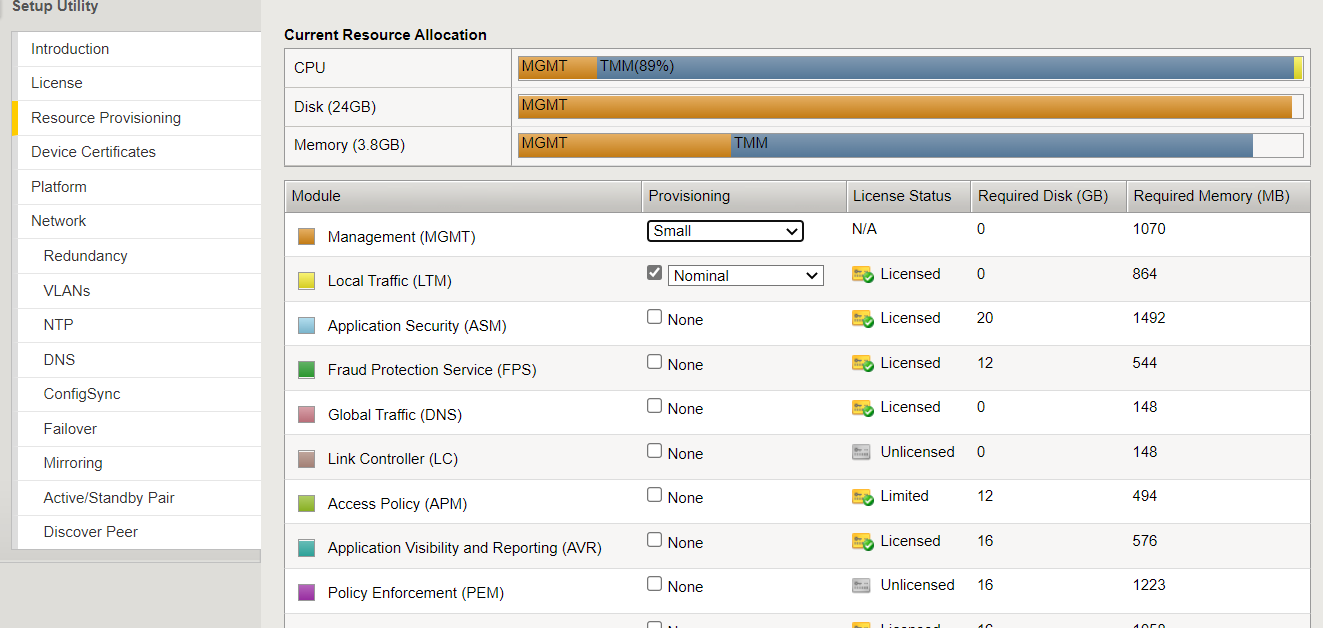 Setup Utility
Introduction
License
Resource Provisioning
Device Certificates
Platform
Network
Redundancy
VLANs
NTP
DNS
ConfigSync
Failover
Mirroring
Active/Standby Pair
Discover Peer
Current Resource Allocation
CPU MGMT TMM(89%)
Disk (24GB) MGMT
Memory (3.8GB) MGMT TMM
Module Provisioning License Status Required Disk (GB) Required Memory (MB)
Management (MGMT) Small N/A 0 1070
Local Traffic (LTM) Nominal Licensed 0 864
Application Security (ASM) None Licensed 20 1492
Fraud Protection Service (FPS) None Licensed 12 544
Global Traffic (DNS) None Licensed 0 148
Link Controller (LC) None Unlicensed 0 148
Access Policy (APM) None Limited 12 494
Application Visibility and Reporting (AVR) None Licensed 16 576
Policy Enforcement (PEM) None Unlicensed 16 1223